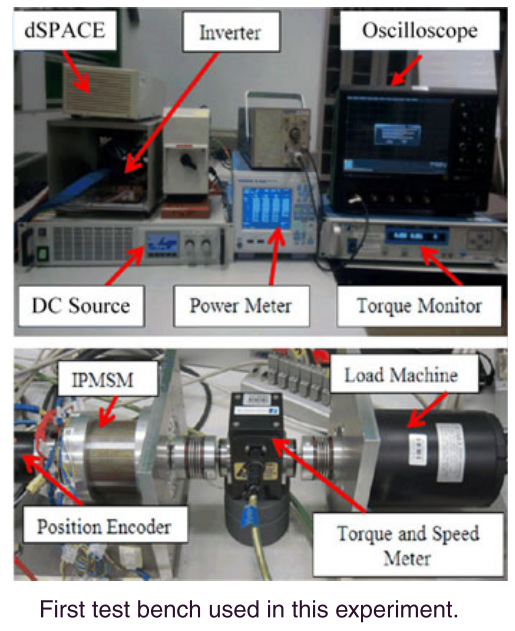 dSPACE
Inverter
Oscilloscope
DC Source
Power Meter
Torque Monitor
IPMSM
Load Machine
Position Encoder
Torque and Speed
Meter
First test bench used in this experiment.